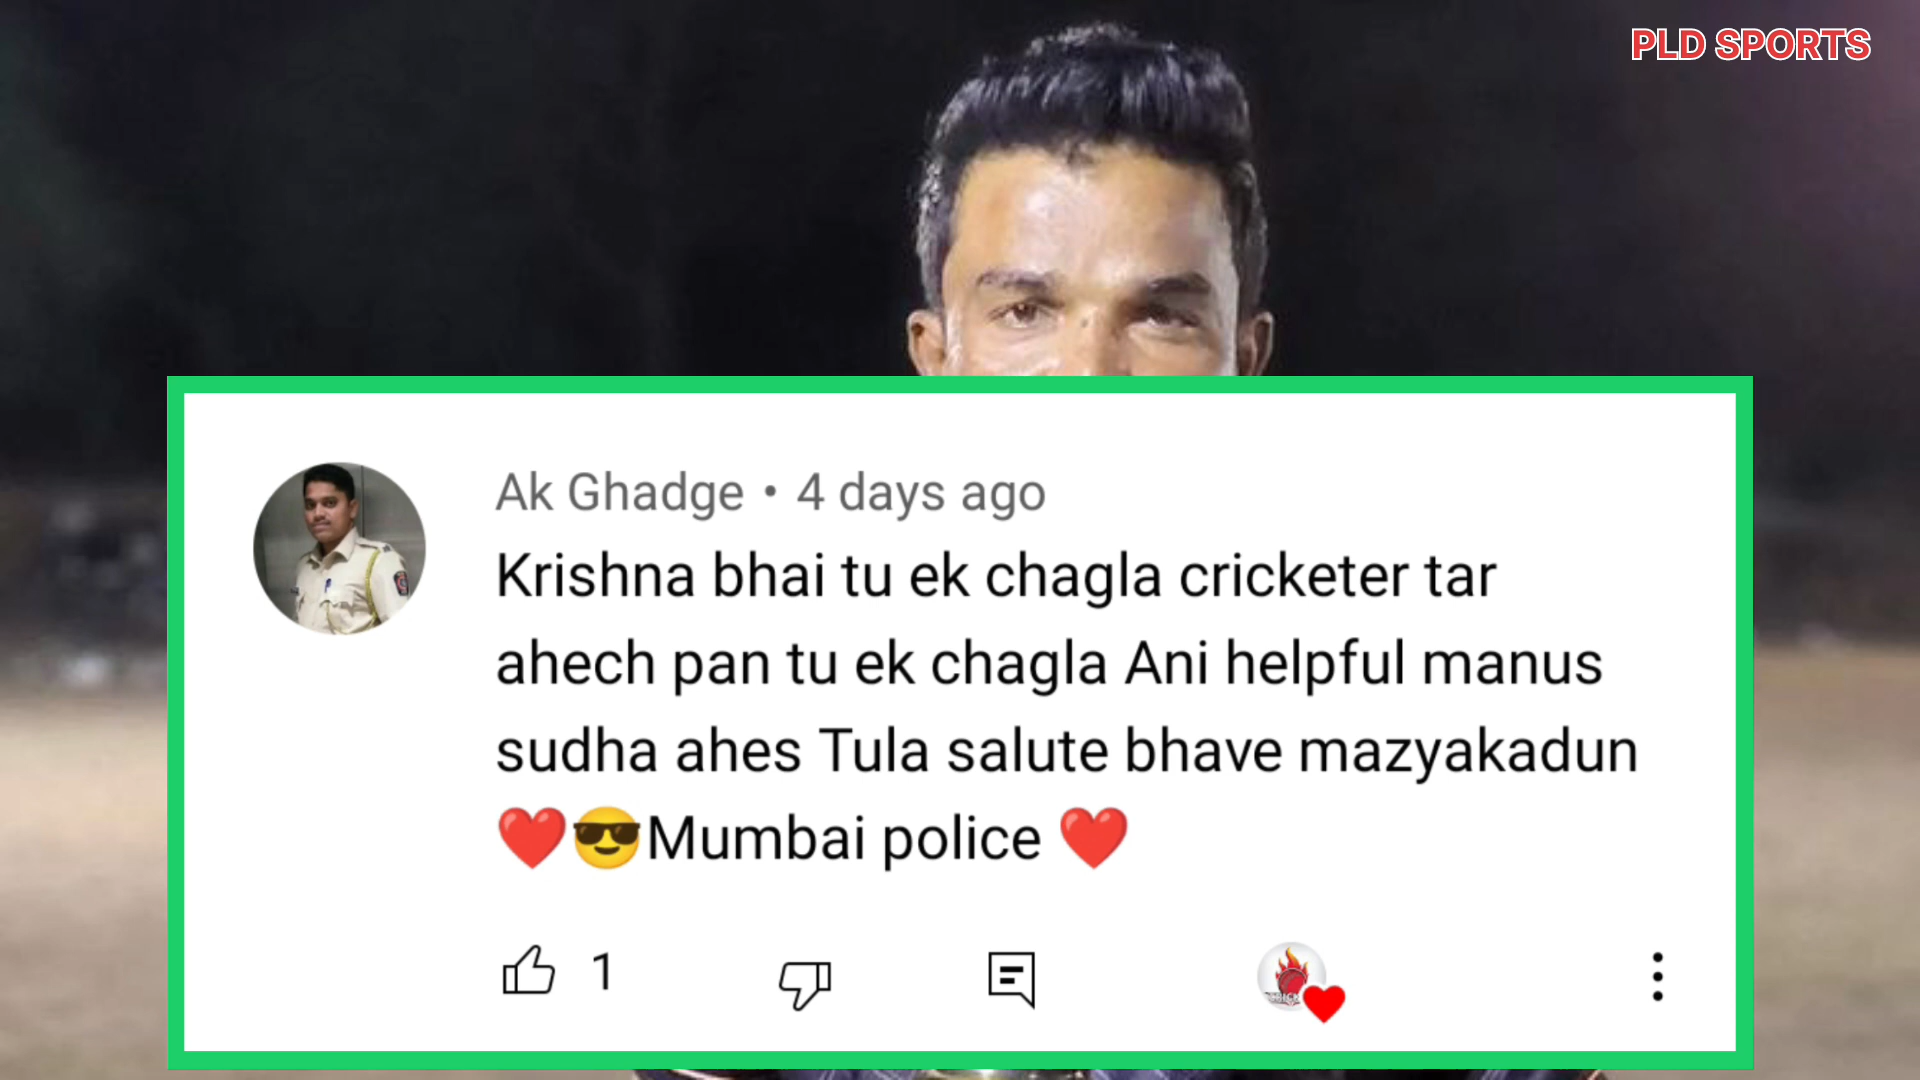 PLD SPORTS
Ak Ghadge • 4 days ago
Krishna bhai tu ek chagla cricketer tar
ahech pan tu ek chagla Ani helpful manus
sudha ahes Tula salute bhave mazyakadun
❤️😎Mumbai police ❤️
1